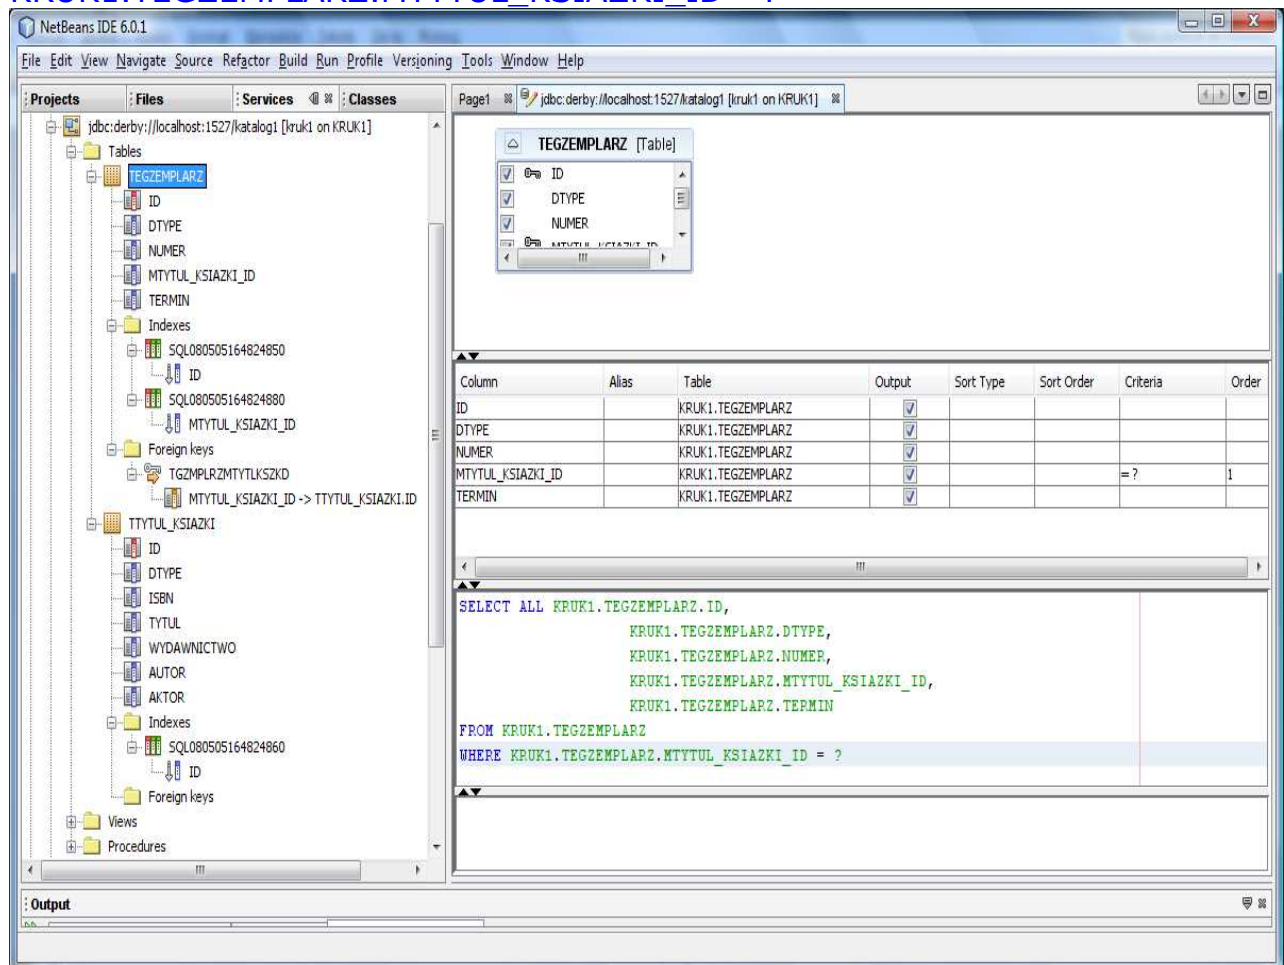 KRUK1.TEGZEMPLARZ.MTYTUL_KSIAZKI_ID = ?
NetBeans IDE 6.0.1
File Edit View Navigate Source Refactor Build Run Profile Versioning Tools Window Help
Projects Files Services Classes
Page1 jdbc:derby://localhost:1527/katalog1 [kruk1 on KRUK1]
jdbc:derby://localhost:1527/katalog1 [kruk1 on KRUK1]
Tables
TEGZEMPLARZ
ID
DTYPE
NUMER
MTYTUL_KSIAZKI_ID
TERMIN
Indexes
SQL080505164824850
ID
SQL080505164824880
MTYTUL_KSIAZKI_ID
Foreign keys
TGZMPLRZMTYTLKSZKD
MTYTUL_KSIAZKI_ID -> TTYTUL_KSIAZKI.ID
TTYTUL_KSIAZKI
ID
DTYPE
ISBN
TYTUL
WYDAWNICTWO
AUTOR
AKTOR
Indexes
SQL080505164824860
ID
Foreign keys
Views
Procedures
TEGZEMPLARZ [Table]
ID
DTYPE
NUMER
MTYTUL_KSIAZKI_ID
Column Alias Table Output Sort Type Sort Order Criteria Order
ID KRUK1.TEGZEMPLARZ
DTYPE KRUK1.TEGZEMPLARZ
NUMER KRUK1.TEGZEMPLARZ
MTYTUL_KSIAZKI_ID KRUK1.TEGZEMPLARZ = ? 1
TERMIN KRUK1.TEGZEMPLARZ
SELECT ALL KRUK1.TEGZEMPLARZ.ID,
KRUK1.TEGZEMPLARZ.DTYPE,
KRUK1.TEGZEMPLARZ.NUMER,
KRUK1.TEGZEMPLARZ.MTYTUL_KSIAZKI_ID,
KRUK1.TEGZEMPLARZ.TERMIN
FROM KRUK1.TEGZEMPLARZ
WHERE KRUK1.TEGZEMPLARZ.MTYTUL_KSIAZKI_ID = ?
Output